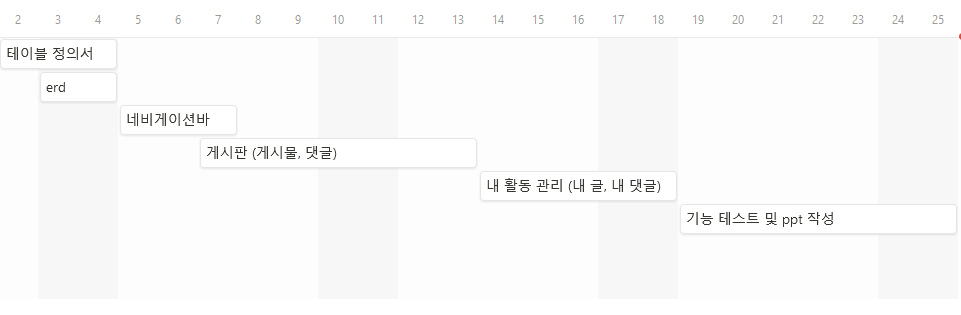 2 3 4 5 6 7 8 9 10 11 12 13 14 15 16 17 18 19 20 21 22 23 24 25
테이블 정의서
erd
네비게이션바
게시판 (게시물, 댓글)
내 활동 관리 (내 글, 내 댓글)
기능 테스트 및 ppt 작성